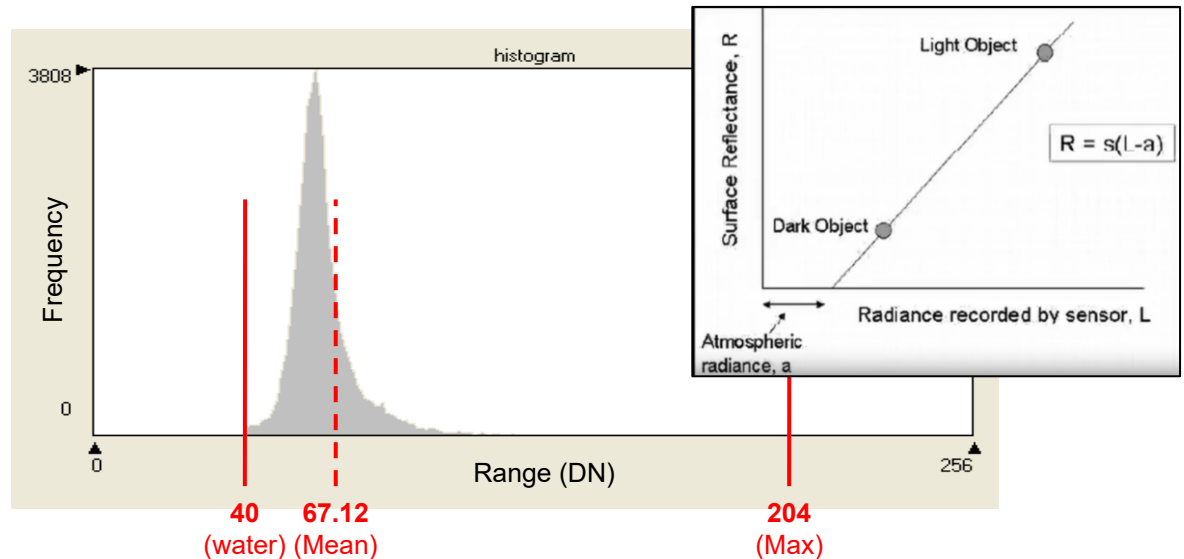 histogram
3808
Frequency
0
0
Range (DN)
256
40
(water)
67.12
(Mean)
204
(Max)
Surface Reflectance, R
Light Object
R = s(L-a)
Dark Object
Radiance recorded by sensor, L
Atmospheric
radiance, a